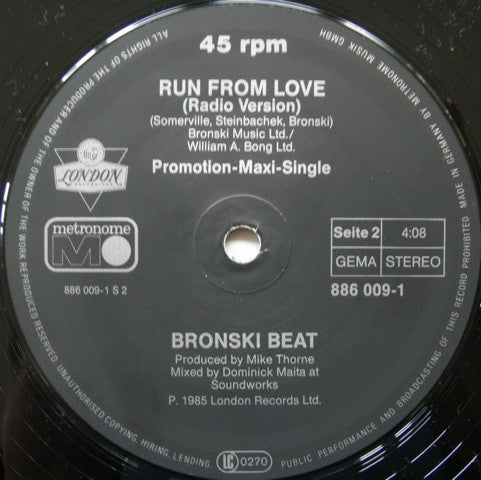 45 rpm
RUN FROM LOVE
(Radio Version)
(Somerville, Steinbachek, Bronski)
Bronski Music Ltd./
William A. Bong Ltd.
Promotion-Maxi-Single
LONDON
metronome
M
886 009-1 S 2
Seite 2 4:08
GEMA STEREO
886 009-1
BRONSKI BEAT
Produced by Mike Thorne
Mixed by Dominick Maita at
Soundworks
P. 1985 London Records Ltd.
LC 0270
ALL RIGHTS OF THE PRODUCER AND OF THE OWNER OF THE WORK REPRODUCED RESERVED. UNAUTHORISED COPYING, HIRING, LENDING, PUBLIC PERFORMANCE AND BROADCASTING OF THIS RECORD PROHIBITED. MADE IN GERMANY BY METRONOME MUSIK GMBH